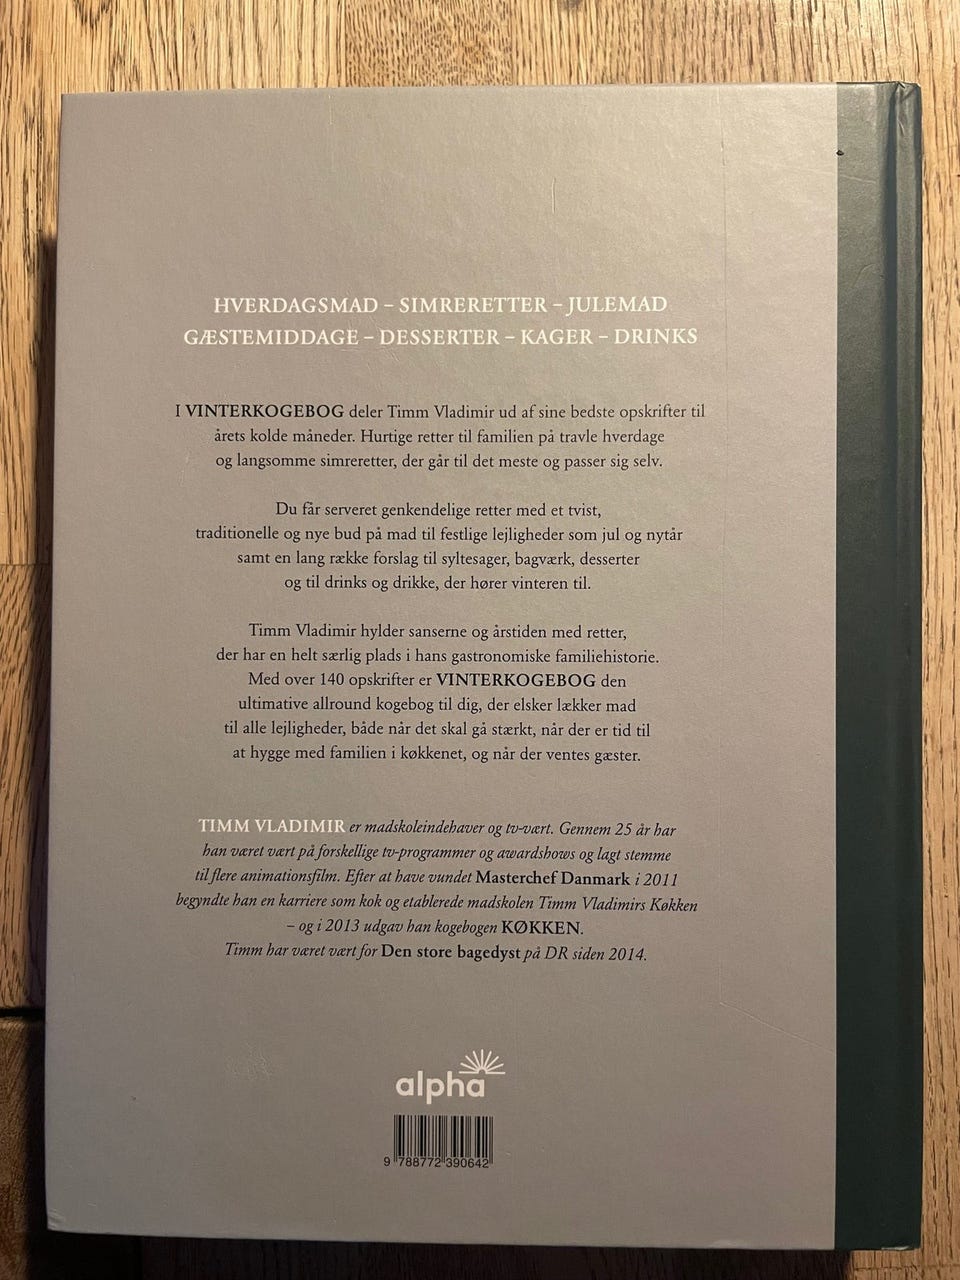 HVERDAGSMAD – SIMRERETTER – JULEMAD
GÆSTEMIDDAGE – DESSERTER – KAGER – DRINKS
I VINTERKOGEBOG deler Timm Vladimir ud af sine bedste opskrifter til
årets kolde måneder. Hurtige retter til familien på travle hverdage
og langsomme simreretter, der går til det meste og passer sig selv.
Du får serveret genkendelige retter med et tvist,
traditionelle og nye bud på mad til festlige lejligheder som jul og nytår
samt en lang række forslag til syltesager, bagværk, desserter
og til drinks og drikke, der hører vinteren til.
Timm Vladimir hylder sanserne og årstiden med retter,
der har en helt særlig plads i hans gastronomiske familiehistorie.
Med over 140 opskrifter er VINTERKOGEBOG den
ultimative allround kogebog til dig, der elsker lækker mad
til alle lejligheder, både når det skal gå stærkt, når der er tid til
at hygge med familien i køkkenet, og når der ventes gæster.
TIMM VLADIMIR er madskoleindehaver og tv-vært. Gennem 25 år har
han været vært på forskellige tv-programmer og awardshows og lagt stemme
til flere animationsfilm. Efter at have vundet Masterchef Danmark i 2011
begyndte han en karriere som kok og etablerede madskolen Timm Vladimirs Køkken
– og i 2013 udgav han kogebogen KØKKEN.
Timm har været vært for Den store bagedyst på DR siden 2014.
alpha
9 788772 390642